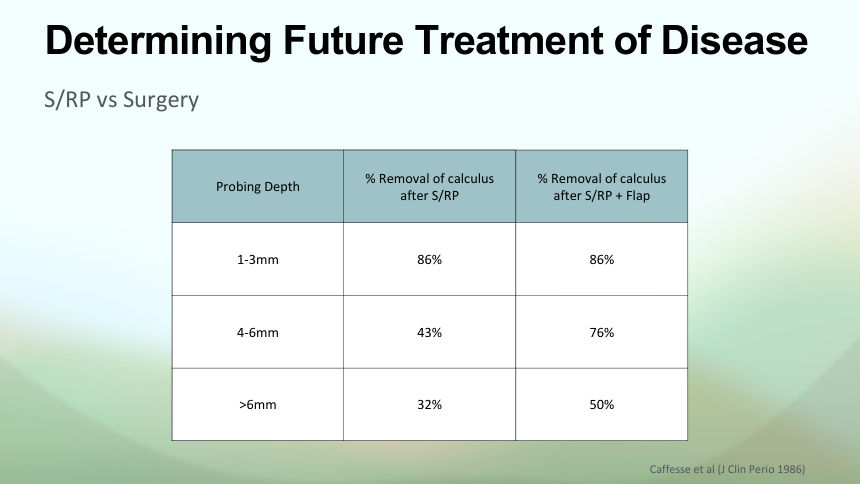 Determining Future Treatment of Disease
S/RP vs Surgery
Probing Depth
% Removal of calculus
after S/RP
% Removal of calculus
after S/RP + Flap
1-3mm
86%
86%
4-6mm
43%
76%
>6mm
32%
50%
Caffesse et al (J Clin Perio 1986)